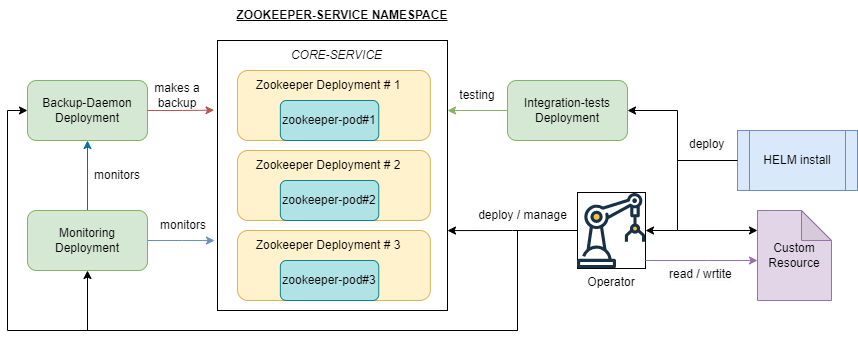 ZOOKEEPER-SERVICE NAMESPACE
CORE-SERVICE
Zookeeper Deployment # 1
zookeeper-pod#1
Zookeeper Deployment # 2
zookeeper-pod#2
Zookeeper Deployment # 3
zookeeper-pod#3
Backup-Daemon
Deployment
makes a
backup
monitors
Monitoring
Deployment
monitors
testing
Integration-tests
Deployment
deploy
HELM install
deploy / manage
Operator
Custom
Resource
read / wrtite